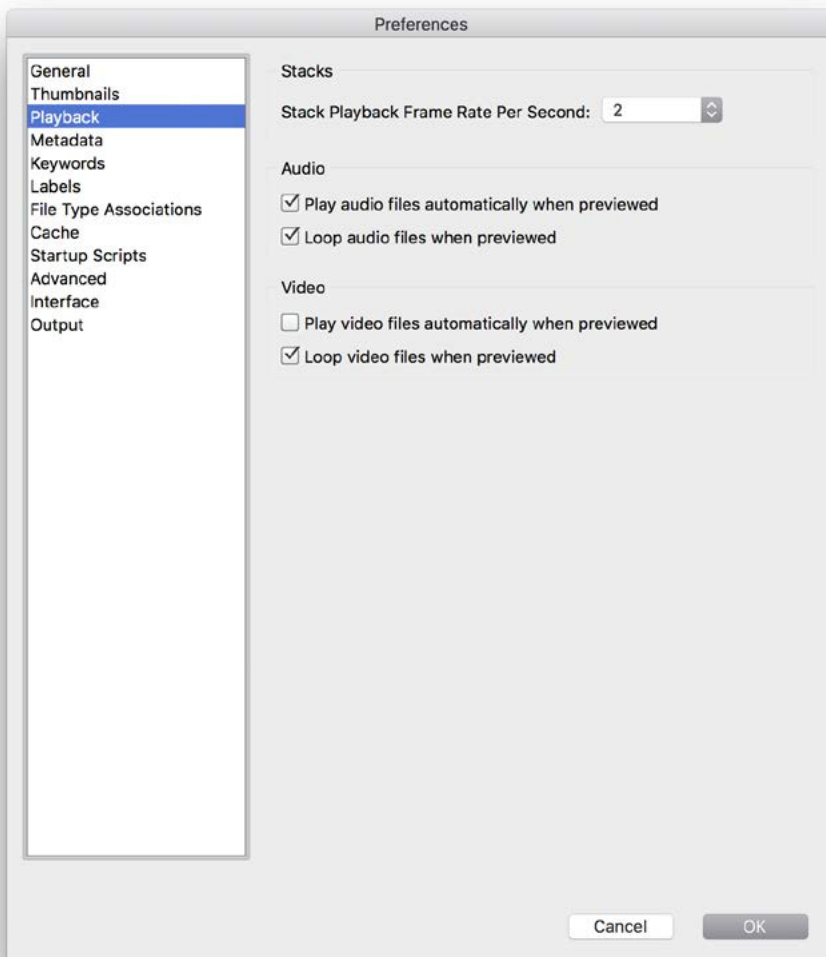 Preferences
General
Thumbnails
Playback
Metadata
Keywords
Labels
File Type Associations
Cache
Startup Scripts
Advanced
Interface
Output
Stacks
Stack Playback Frame Rate Per Second: 2
Audio
Play audio files automatically when previewed
Loop audio files when previewed
Video
Play video files automatically when previewed
Loop video files when previewed
Cancel OK